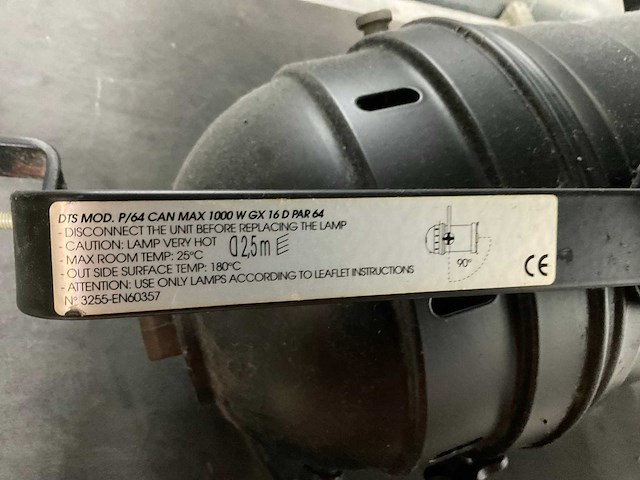 DTS MOD. P/64 CAN MAX 1000 W GX 16 D PAR 64
- DISCONNECT THE UNIT BEFORE REPLACING THE LAMP
- CAUTION: LAMP VERY HOT 2,5m
- MAX ROOM TEMP: 25°C
- OUT SIDE SURFACE TEMP: 180°C
- ATTENTION: USE ONLY LAMPS ACCORDING TO LEAFLET INSTRUCTIONS
N° 3255-EN60357
90°
CE